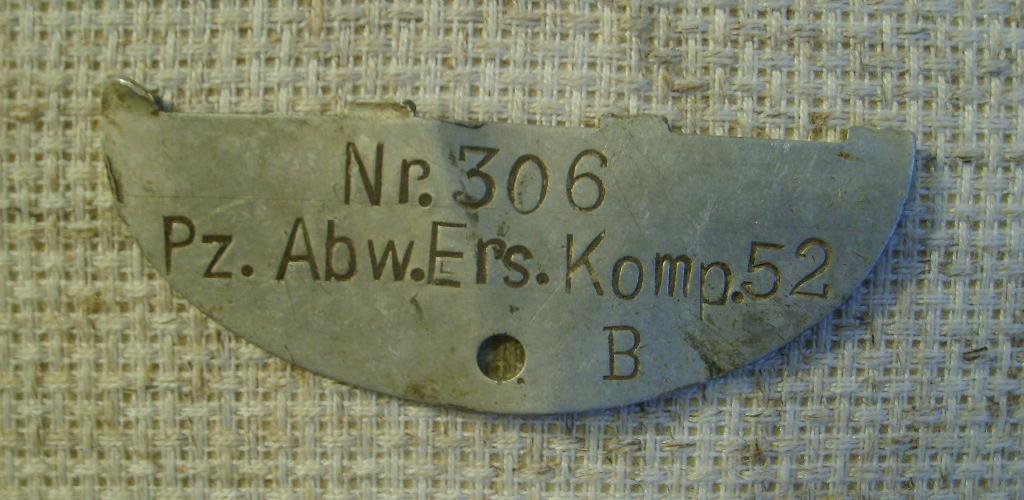 Nr. 306
Pz. Abw. Ers. Komp. 52
B